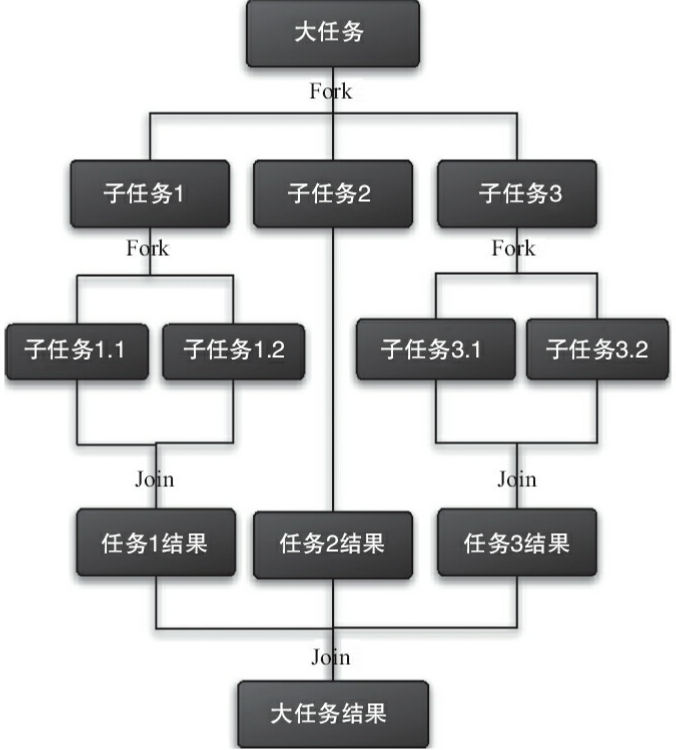 大任务
Fork
子任务1
子任务2
子任务3
Fork
Fork
子任务1.1
子任务1.2
子任务3.1
子任务3.2
Join
Join
任务1结果
任务2结果
任务3结果
Join
大任务结果